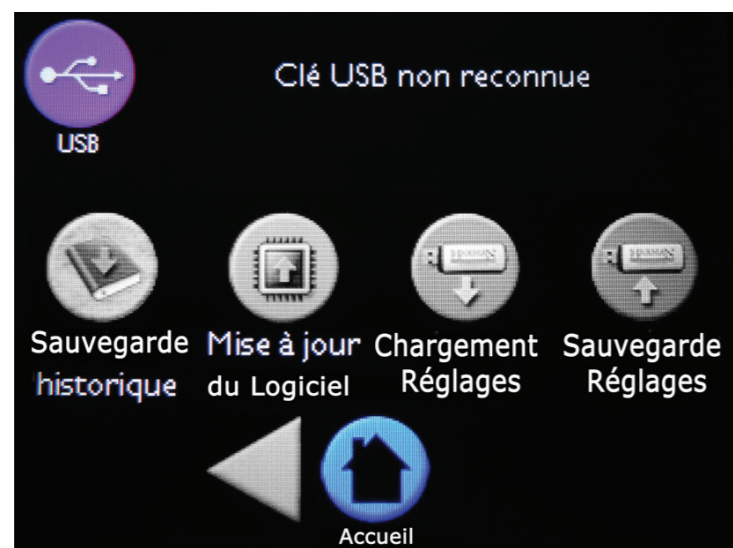 Clé USB non reconnue
USB
Sauvegarde historique
Mise à jour du Logiciel
Chargement Réglages
Sauvegarde Réglages
Accueil